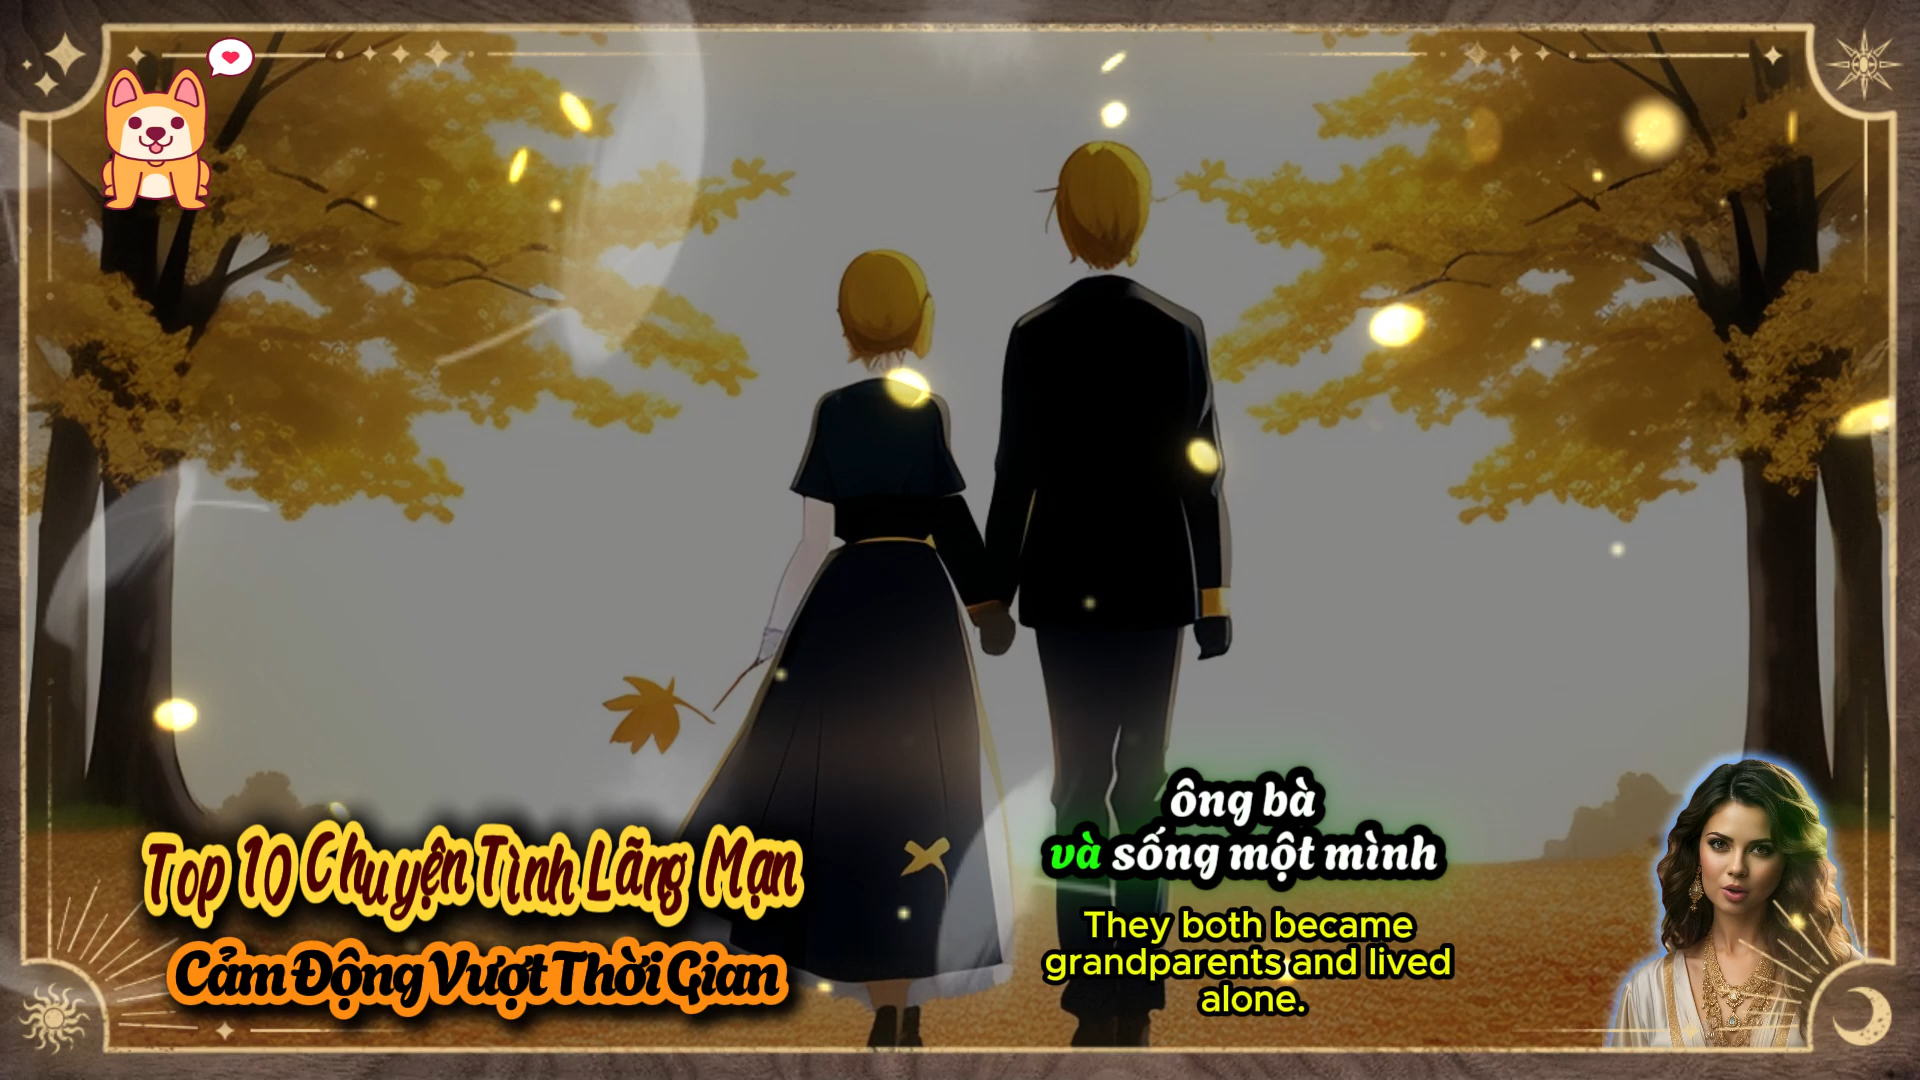 Top 10 Chuyện Tình Lãng Mạn
Cảm Động Vượt Thời Gian
ông bà
và sống một mình
They both became
grandparents and lived
alone.